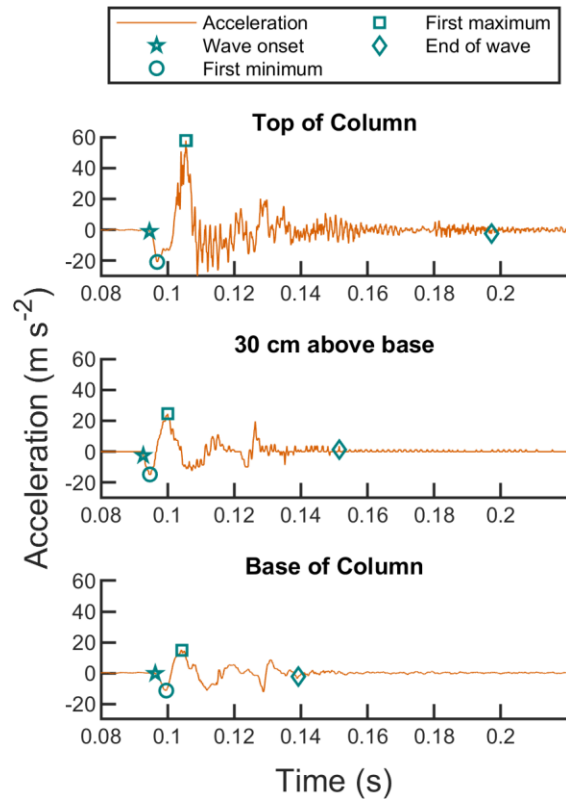 Acceleration
First maximum
Wave onset
End of wave
First minimum
Top of Column
60
40
20
0
-20
0.08 0.1 0.12 0.14 0.16 0.18 0.2
30 cm above base
60
40
20
0
-20
0.08 0.1 0.12 0.14 0.16 0.18 0.2
Base of Column
60
40
20
0
-20
0.08 0.1 0.12 0.14 0.16 0.18 0.2
Acceleration (m s⁻²)
Time (s)